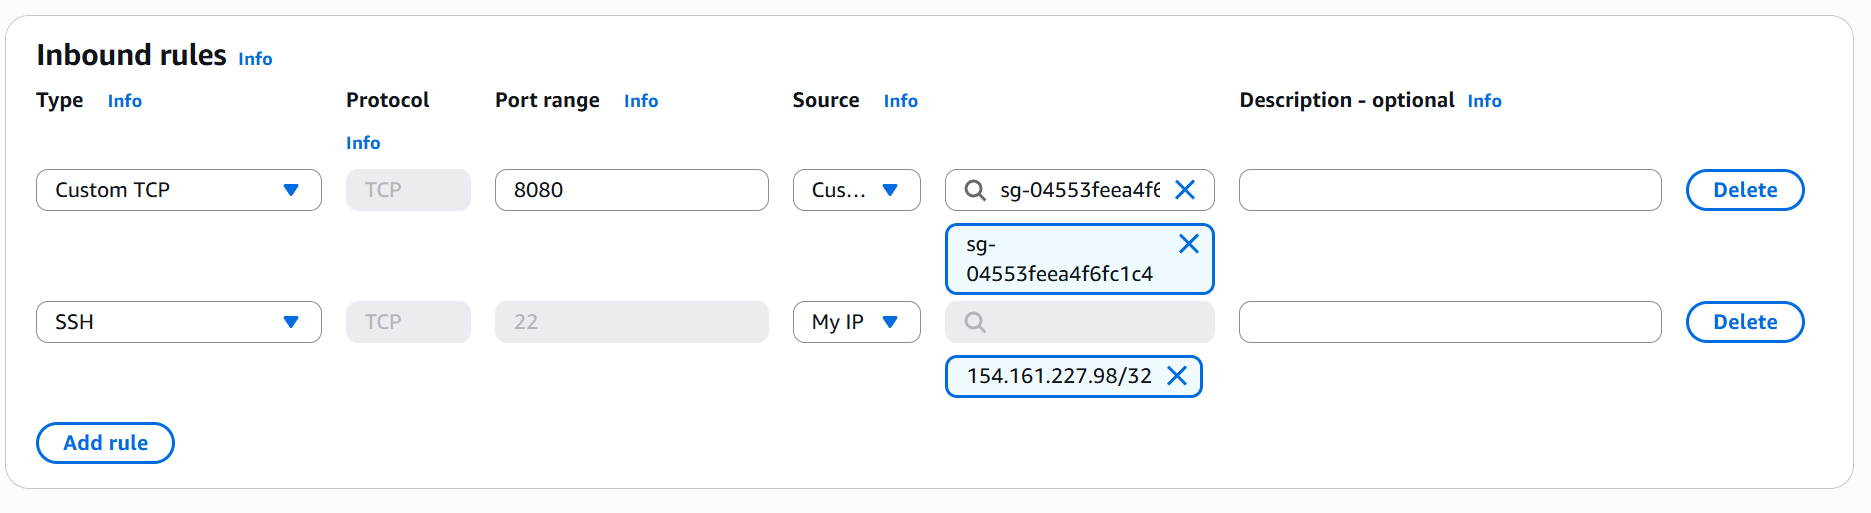 Inbound rules Info
Type Info Protocol Port range Info Source Info Description - optional Info
Info
Custom TCP TCP 8080 Cus... sg-04553feea4f6 Delete
sg-
04553feea4f6fc1c4
SSH TCP 22 My IP Delete
154.161.227.98/32
Add rule